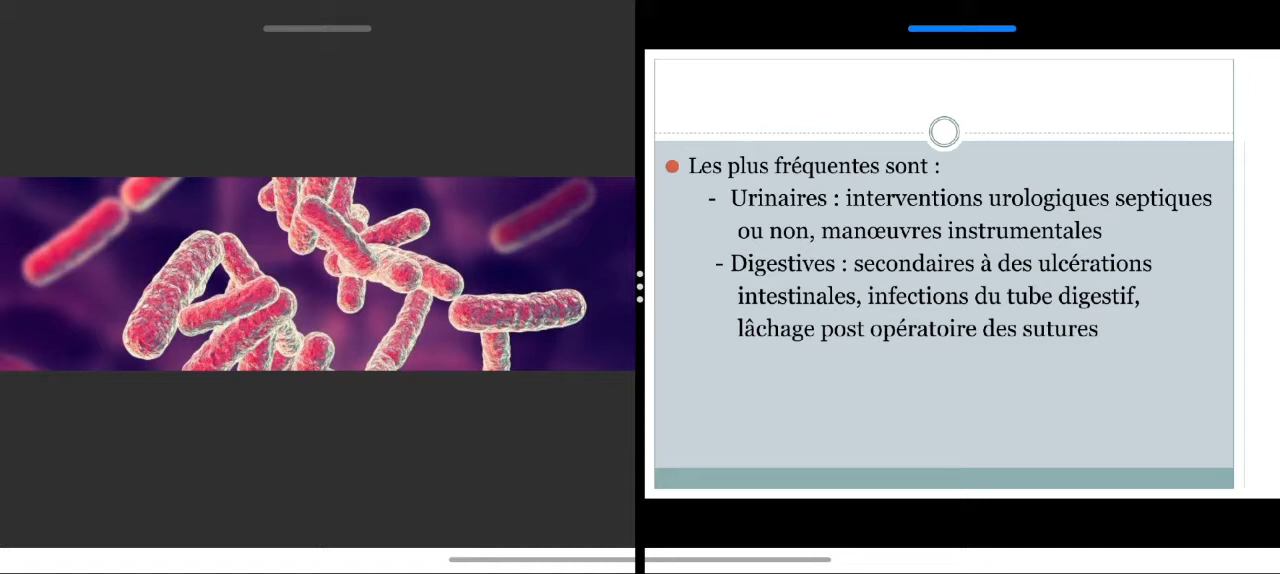 Les plus fréquentes sont :
- Urinaires : interventions urologiques septiques
ou non, manœuvres instrumentales
- Digestives : secondaires à des ulcérations
intestinales, infections du tube digestif,
lâchage post opératoire des sutures